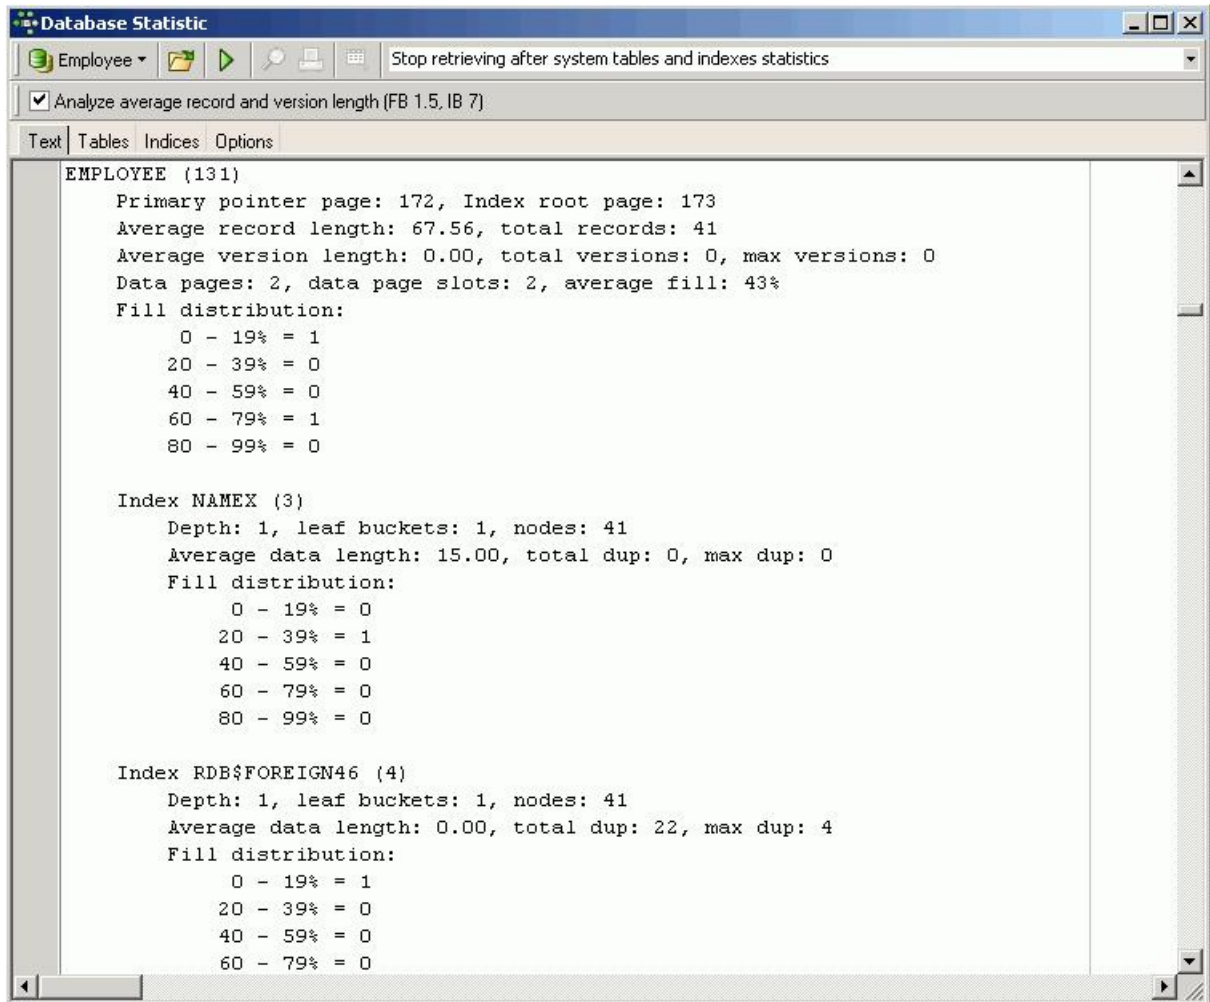 Database Statistic
Employee Stop retrieving after system tables and indexes statistics
Analyze average record and version length (FB 1.5, IB 7)
Text Tables Indices Options
EMPLOYEE (131)
Primary pointer page: 172, Index root page: 173
Average record length: 67.56, total records: 41
Average version length: 0.00, total versions: 0, max versions: 0
Data pages: 2, data page slots: 2, average fill: 43%
Fill distribution:
0 - 19% = 1
20 - 39% = 0
40 - 59% = 0
60 - 79% = 1
80 - 99% = 0
Index NAMEX (3)
Depth: 1, leaf buckets: 1, nodes: 41
Average data length: 15.00, total dup: 0, max dup: 0
Fill distribution:
0 - 19% = 0
20 - 39% = 1
40 - 59% = 0
60 - 79% = 0
80 - 99% = 0
Index RDB$FOREIGN46 (4)
Depth: 1, leaf buckets: 1, nodes: 41
Average data length: 0.00, total dup: 22, max dup: 4
Fill distribution:
0 - 19% = 1
20 - 39% = 0
40 - 59% = 0
60 - 79% = 0